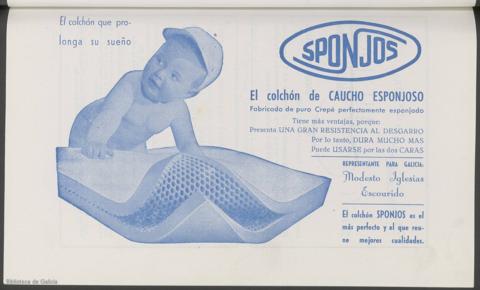 El colchón que pro-
longa su sueño
SPONJOS
El colchón de CAUCHO ESPONJOSO
Fabricado de puro Crepé perfectamente esponjado
Tiene más ventajas, porque:
Presenta UNA GRAN RESISTENCIA AL DESGARRO
Por lo tanto, DURA MUCHO MAS
Puede USARSE por las dos CARAS
REPRESENTANTE PARA GALICIA:
Modesto Iglesias
Escourido
El colchón SPONJOS es el
más perfecto y el que reu-
ne mejores cualidades.
Biblioteca de Galicia